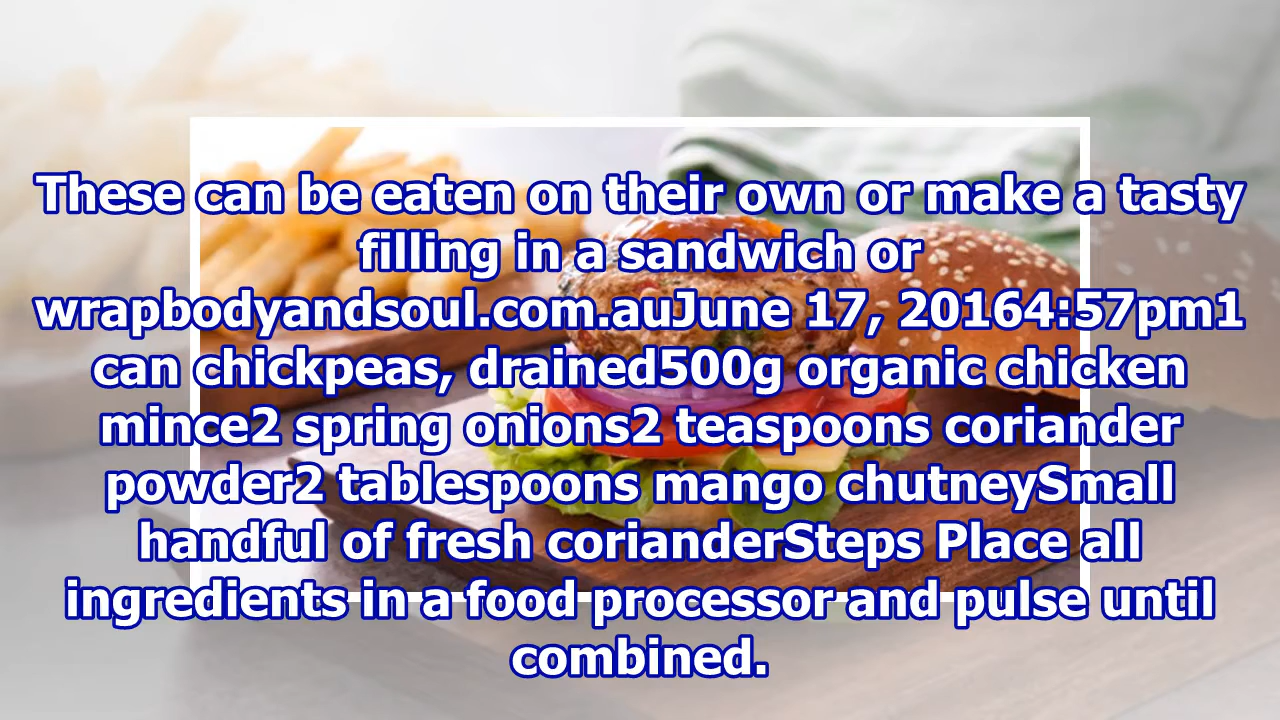 These can be eaten on their own or make a tasty
filling in a sandwich or
wrapbodyandsoul.com.auJune 17, 20164:57pm1
can chickpeas, drained500g organic chicken
mince2 spring onions2 teaspoons coriander
powder2 tablespoons mango chutneySmall
handful of fresh corianderSteps Place all
ingredients in a food processor and pulse until
combined.